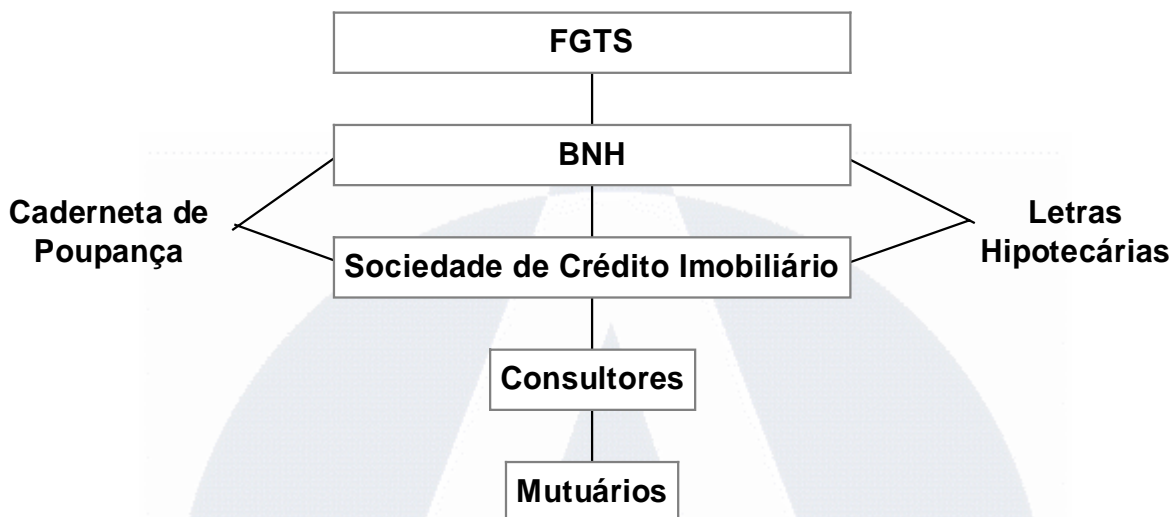 FGTS
BNH
Caderneta de
Poupança
Letras
Hipotecárias
Sociedade de Crédito Imobiliário
Consultores
Mutuários